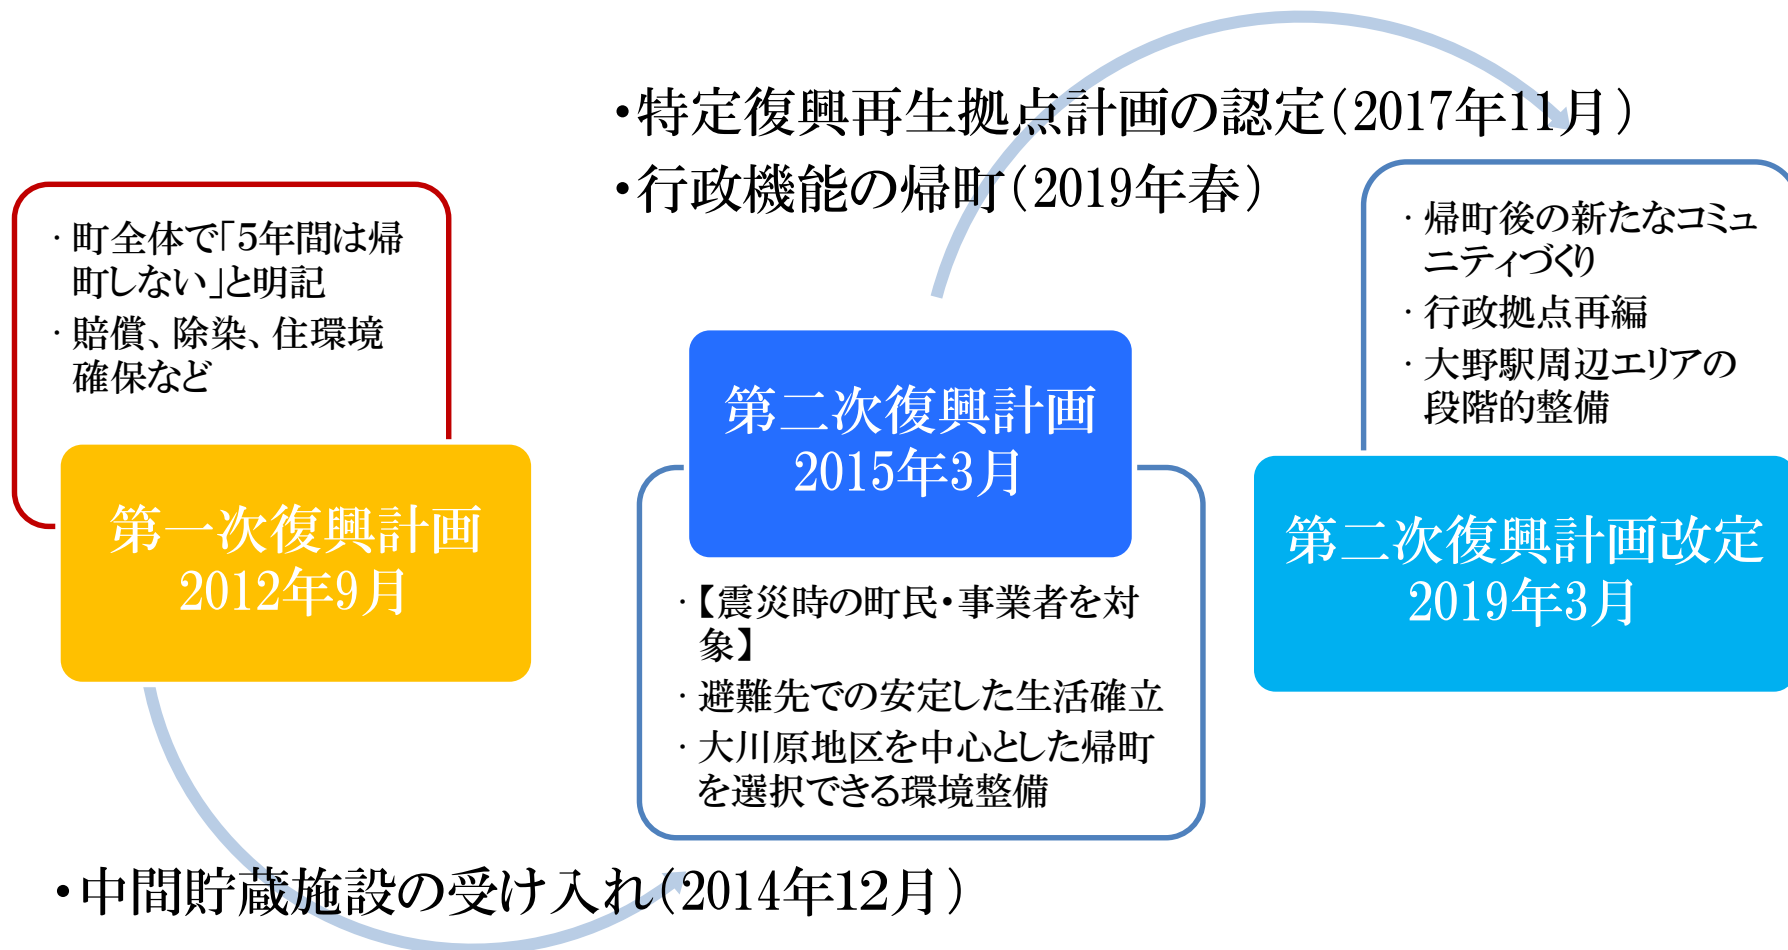 ・特定復興再生拠点計画の認定（2017年11月）
・行政機能の帰町（2019年春）
・町全体で「5年間は帰
町しない」と明記
・賠償、除染、住環境
確保など
第一次復興計画
2012年9月
第二次復興計画
2015年3月
・【震災時の町民・事業者を対
象】
・避難先での安定した生活確立
・大川原地区を中心とした帰町
を選択できる環境整備
・帰町後の新たなコミュ
ニティづくり
・行政拠点再編
・大野駅周辺エリアの
段階的整備
第二次復興計画改定
2019年3月
・中間貯蔵施設の受け入れ（2014年12月）